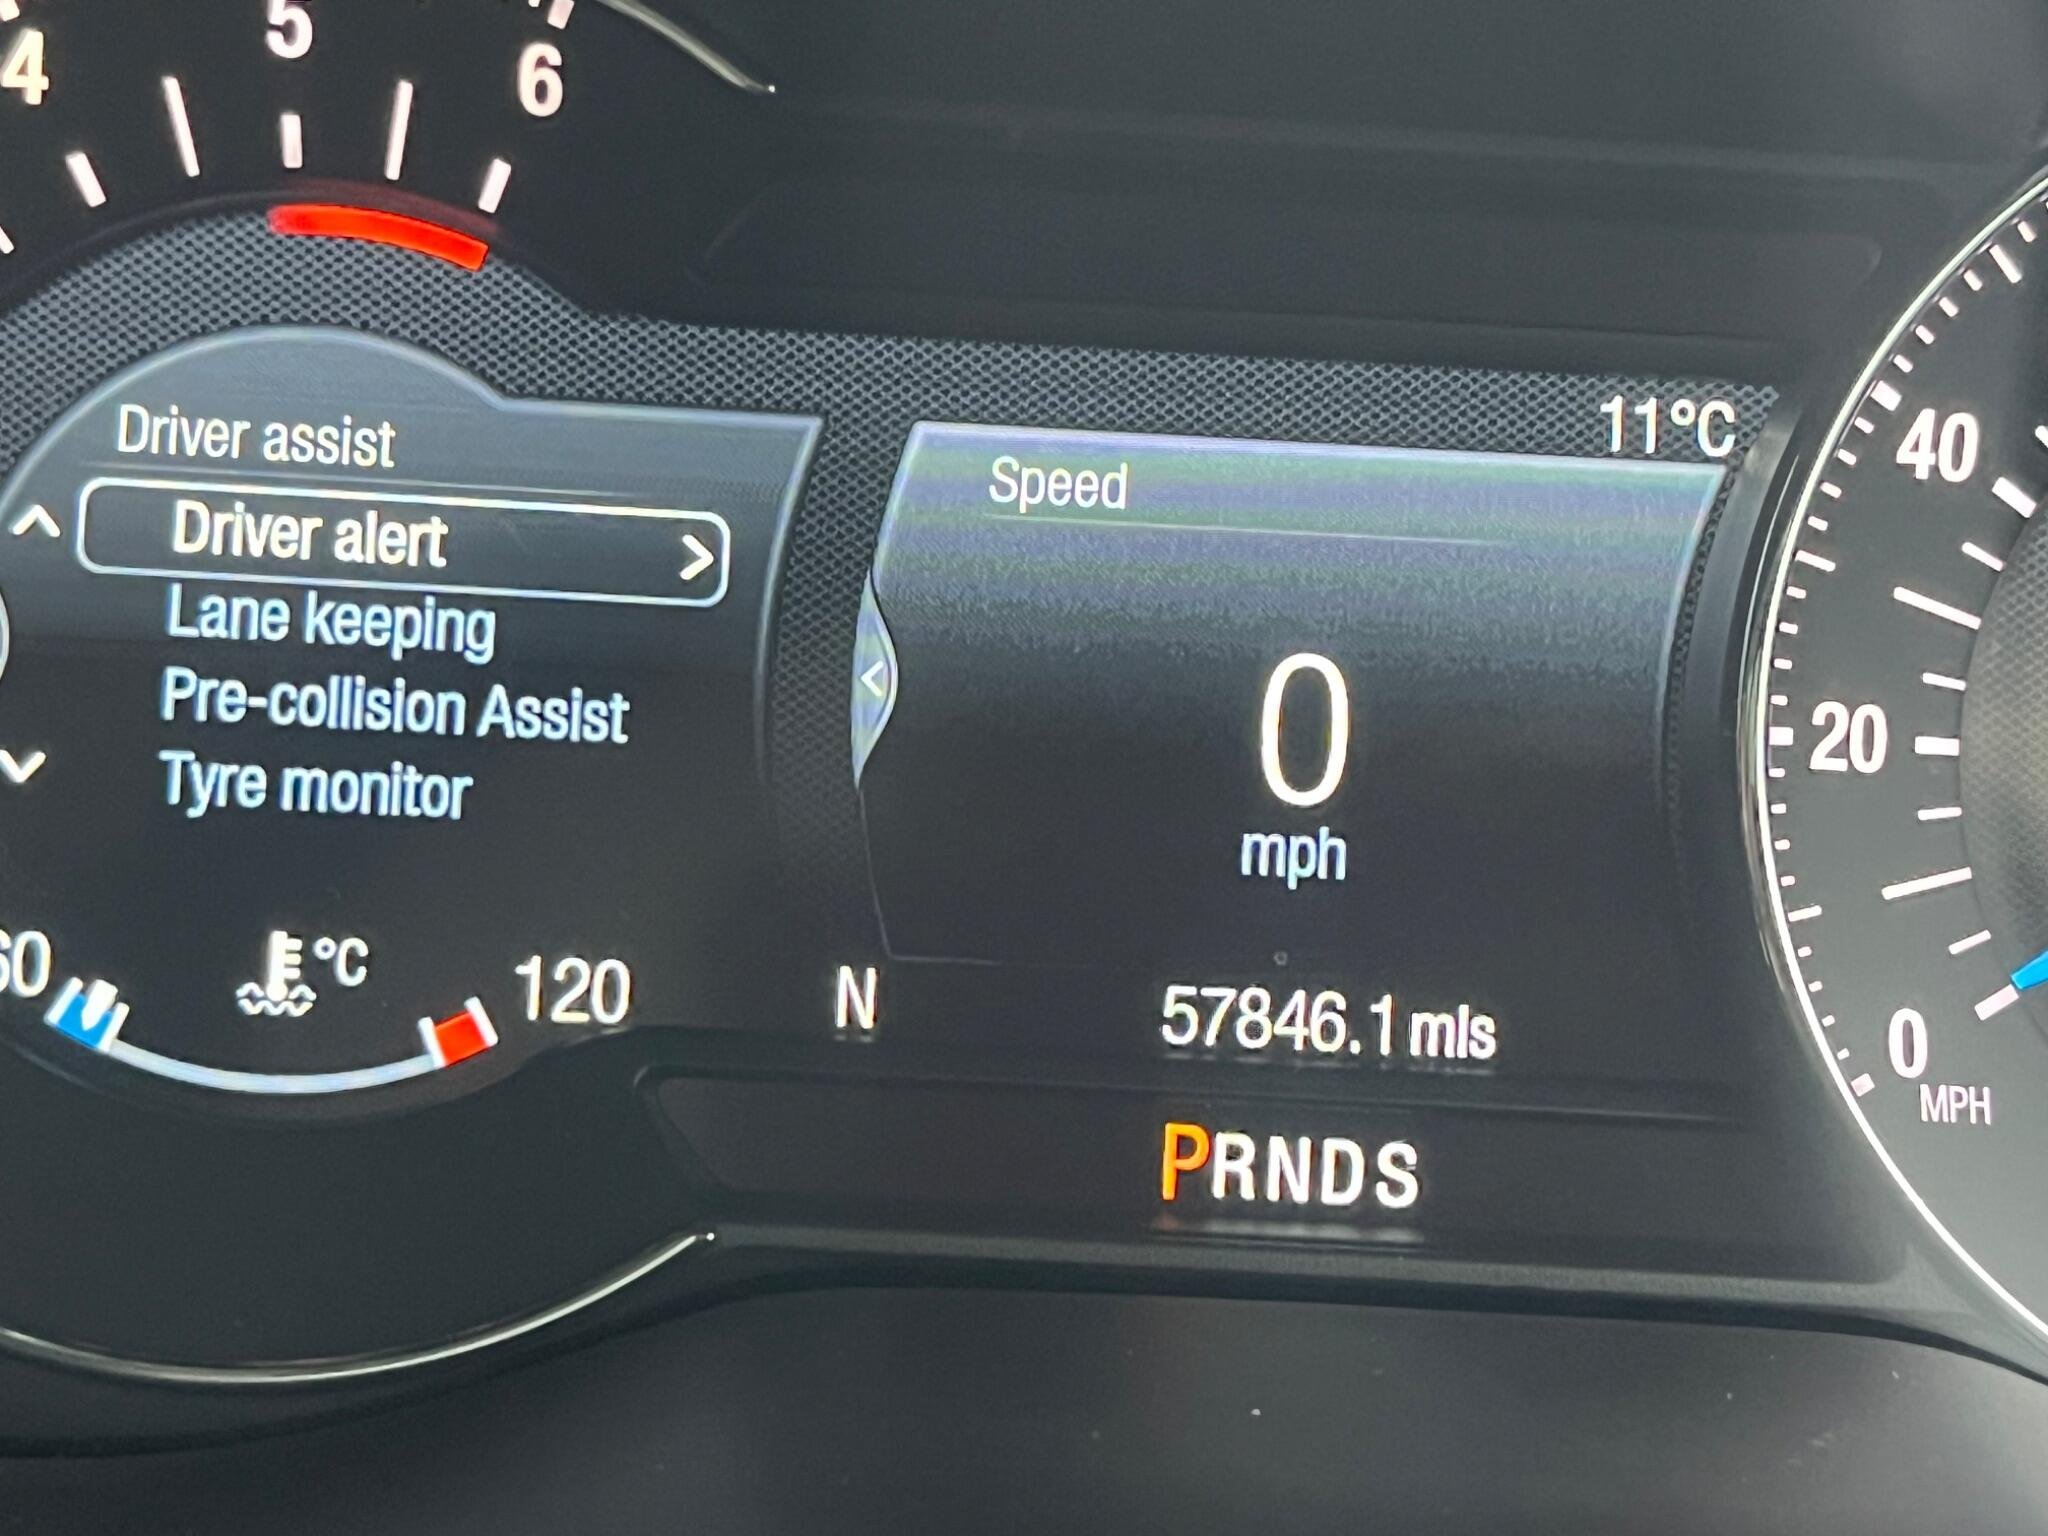 4
5
6
Driver assist
Driver alert >
Lane keeping
Pre-collision Assist
Tyre monitor
60
°C
120
11°C
Speed
<
0
mph
N
57846.1 mls
PRNDS
40
20
0
MPH